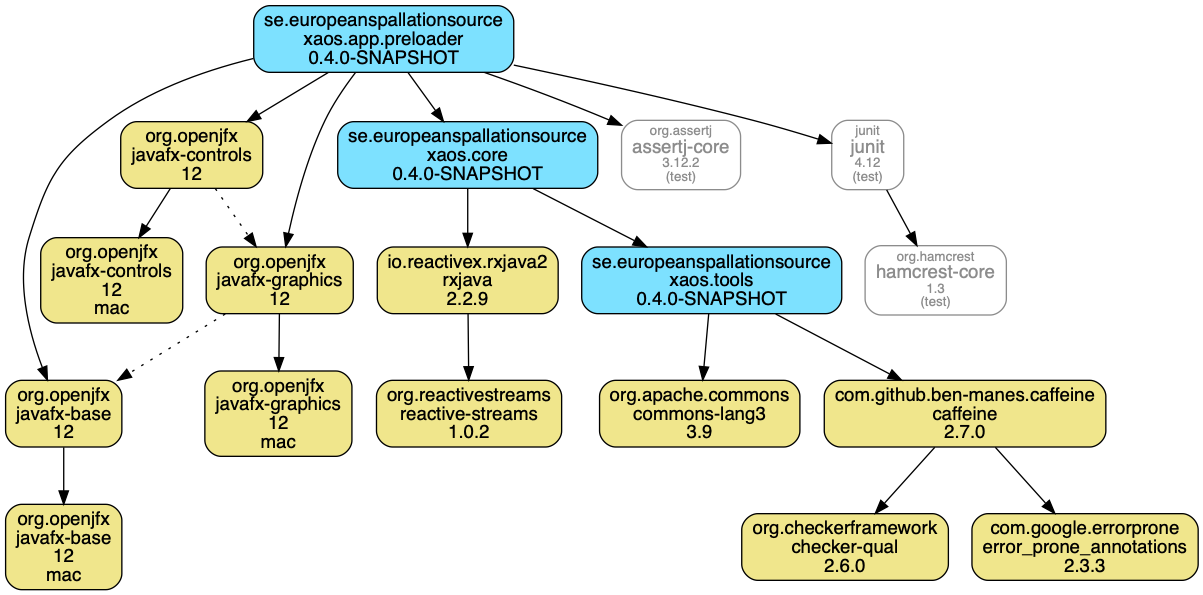 se.europeanspallationsource
xaos.app.preloader
0.4.0-SNAPSHOT
org.openjfx
javafx-controls
12
se.europeanspallationsource
xaos.core
0.4.0-SNAPSHOT
org.assertj
assertj-core
3.12.2
(test)
junit
junit
4.12
(test)
org.openjfx
javafx-controls
12
mac
org.openjfx
javafx-graphics
12
io.reactivex.rxjava2
rxjava
2.2.9
se.europeanspallationsource
xaos.tools
0.4.0-SNAPSHOT
org.hamcrest
hamcrest-core
1.3
(test)
org.openjfx
javafx-base
12
org.openjfx
javafx-graphics
12
mac
org.reactivestreams
reactive-streams
1.0.2
org.apache.commons
commons-lang3
3.9
com.github.ben-manes.caffeine
caffeine
2.7.0
org.openjfx
javafx-base
12
mac
org.checkerframework
checker-qual
2.6.0
com.google.errorprone
error_prone_annotations
2.3.3